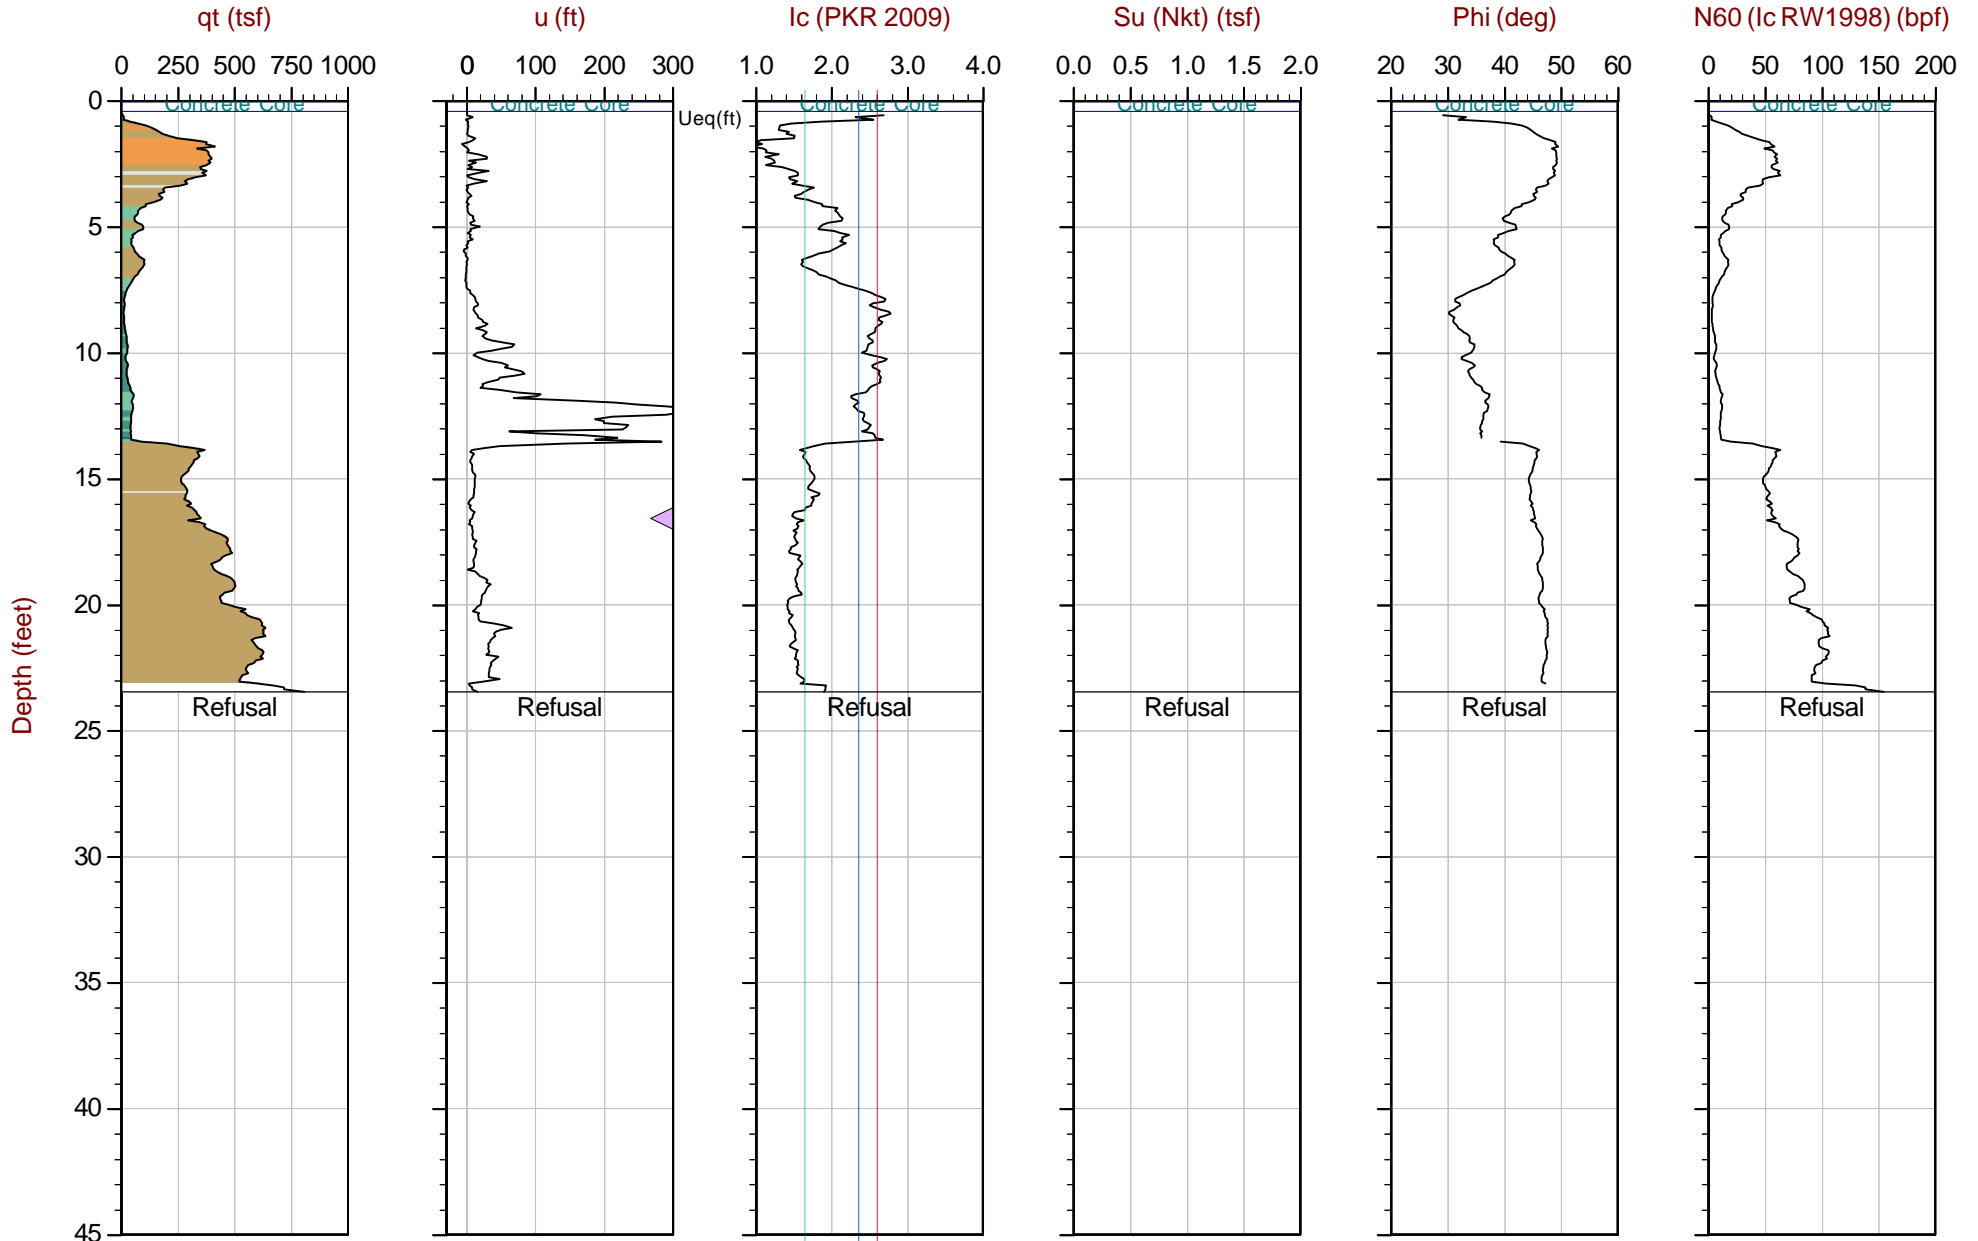 qt (tsf)
u (ft)
Ic (PKR 2009)
Su (Nkt) (tsf)
Phi (deg)
N60 (Ic RW1998) (bpf)
0 250 500 750 1000
0 100 200 300
1.0 2.0 3.0 4.0
0.0 0.5 1.0 1.5 2.0
20 30 40 50 60
0 50 100 150 200
Concrete Core
Concrete Core
Concrete Core
Concrete Core
Concrete Core
Concrete Core
Ueq(ft)
Depth (feet)
0
5
10
15
20
25
30
35
40
45
Refusal
Refusal
Refusal
Refusal
Refusal
Refusal